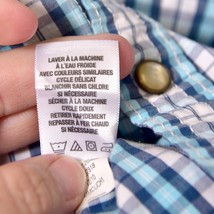 LAVER À LA MACHINE
À L'EAU FROIDE
AVEC COULEURS SIMILAIRES
CYCLE DÉLICAT
BLANCHIR SANS CHLORE
SI NÉCESSAIRE
SÉCHER À LA MACHINE
CYCLE DOUX
RETIRER RAPIDEMENT
REPASSER À FER CHAUD
SI NÉCESSAIRE